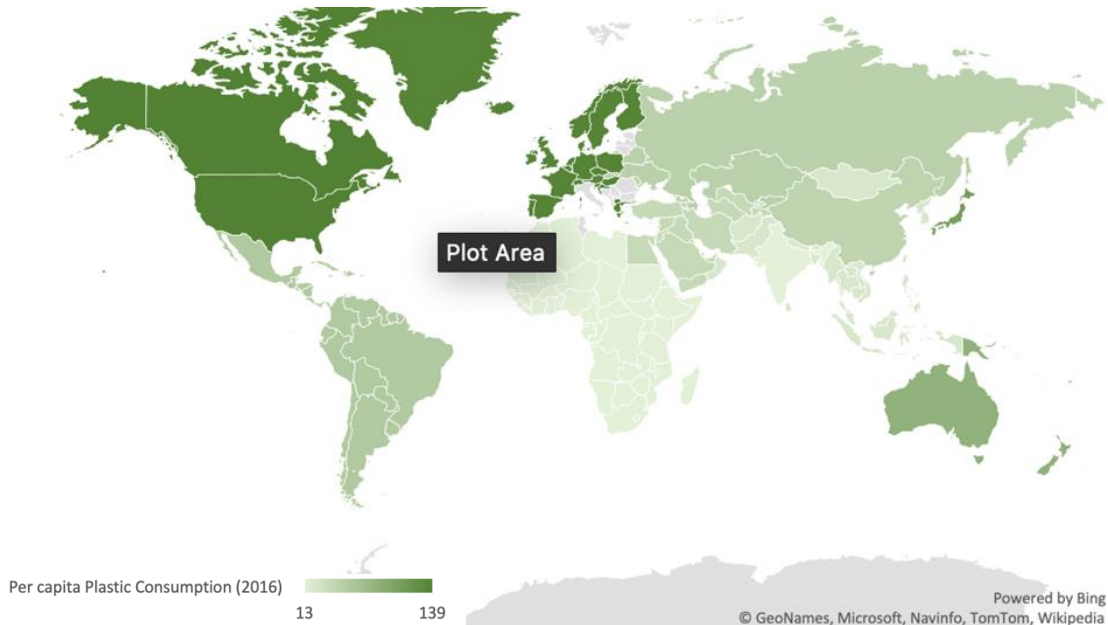 Plot Area
Per capita Plastic Consumption (2016)
13
139
Powered by Bing
© GeoNames, Microsoft, Navinfo, TomTom, Wikipedia